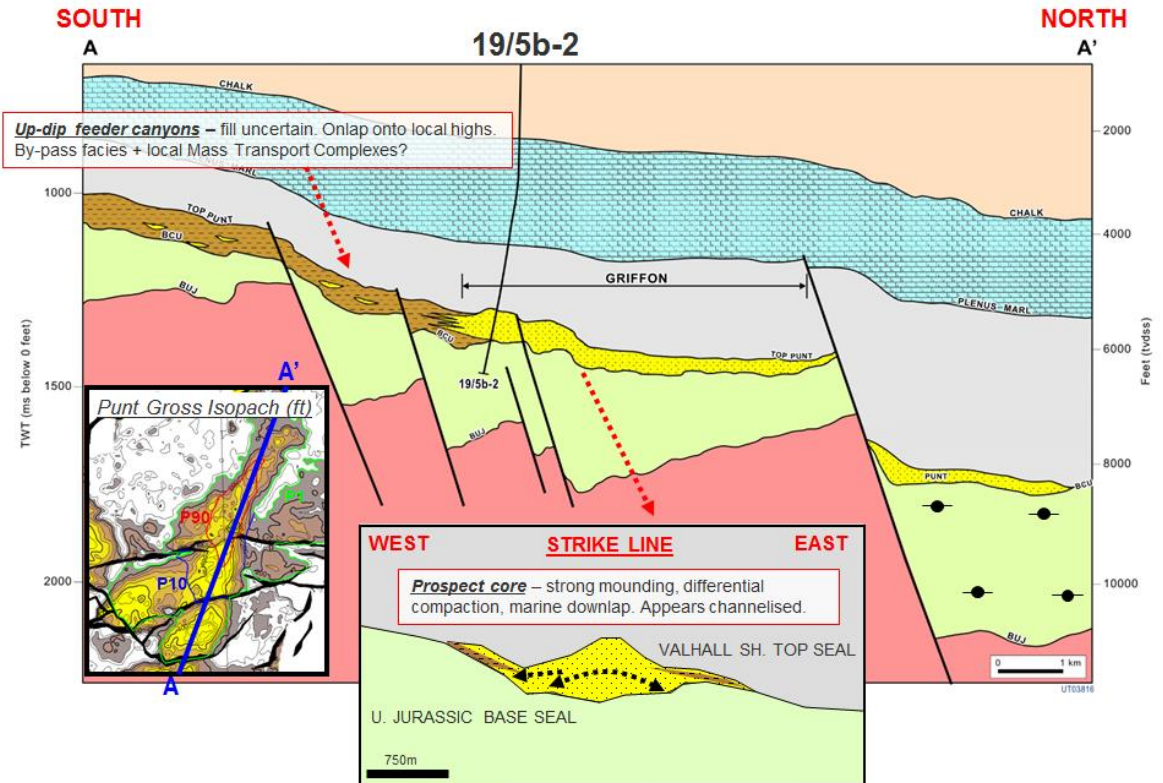 SOUTH
NORTH
A
19/5b-2
A'
CHALK
Up-dip feeder canyons – fill uncertain. Onlap onto local highs.
By-pass facies + local Mass Transport Complexes?
MARL
2000
1000
TOP PUNT
BCU
CHALK
4000
BUJ
GRIFFON
PLENUS MARL
BCU
TOP PUNT
6000
TWT (ms below 0 feet)
Feet (tvdss)
19/5b-2
1500
A'
Punt Gross Isopach (ft)
BUJ
8000
PUNT
BCU
P90
P10
WEST
STRIKE LINE
EAST
2000
10000
Prospect core – strong mounding, differential
compaction, marine downlap. Appears channelised.
BUJ
VALHALL SH. TOP SEAL
0 1 km
A
UT03816
U. JURASSIC BASE SEAL
750m